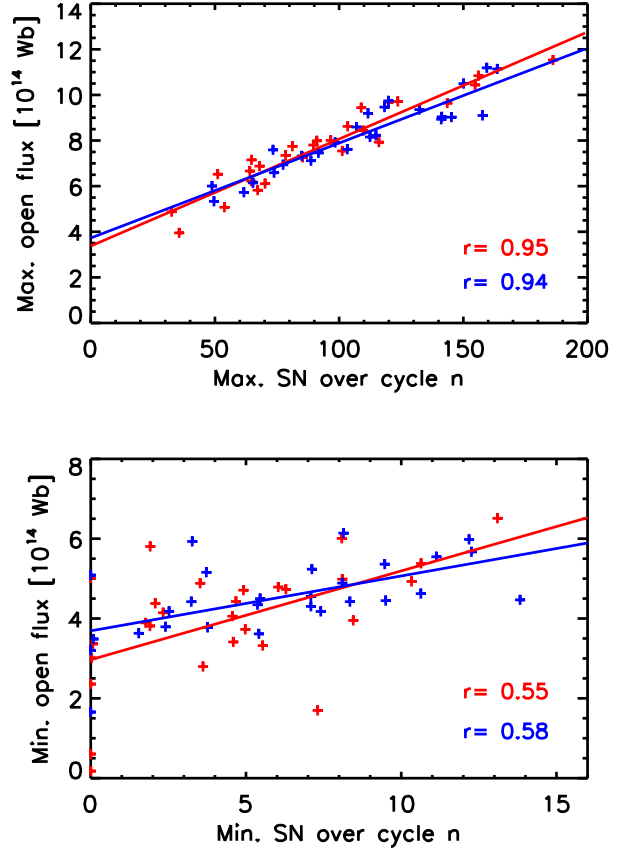 14
12
10
8
6
4
2
0
Max. open flux [10¹⁴ Wb]
r= 0.95
r= 0.94
0 50 100 150 200
Max. SN over cycle n
8
6
4
2
0
Min. open flux [10¹⁴ Wb]
r= 0.55
r= 0.58
0 5 10 15
Min. SN over cycle n